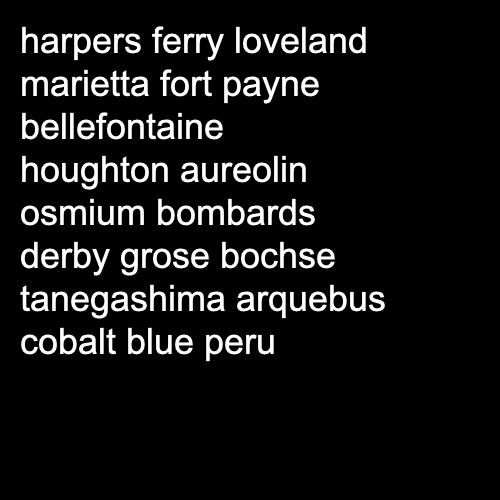 harpers ferry loveland
marietta fort payne
bellefontaine
houghton aureolin
osmium bombards
derby grose bochse
tanegashima arquebus
cobalt blue peru